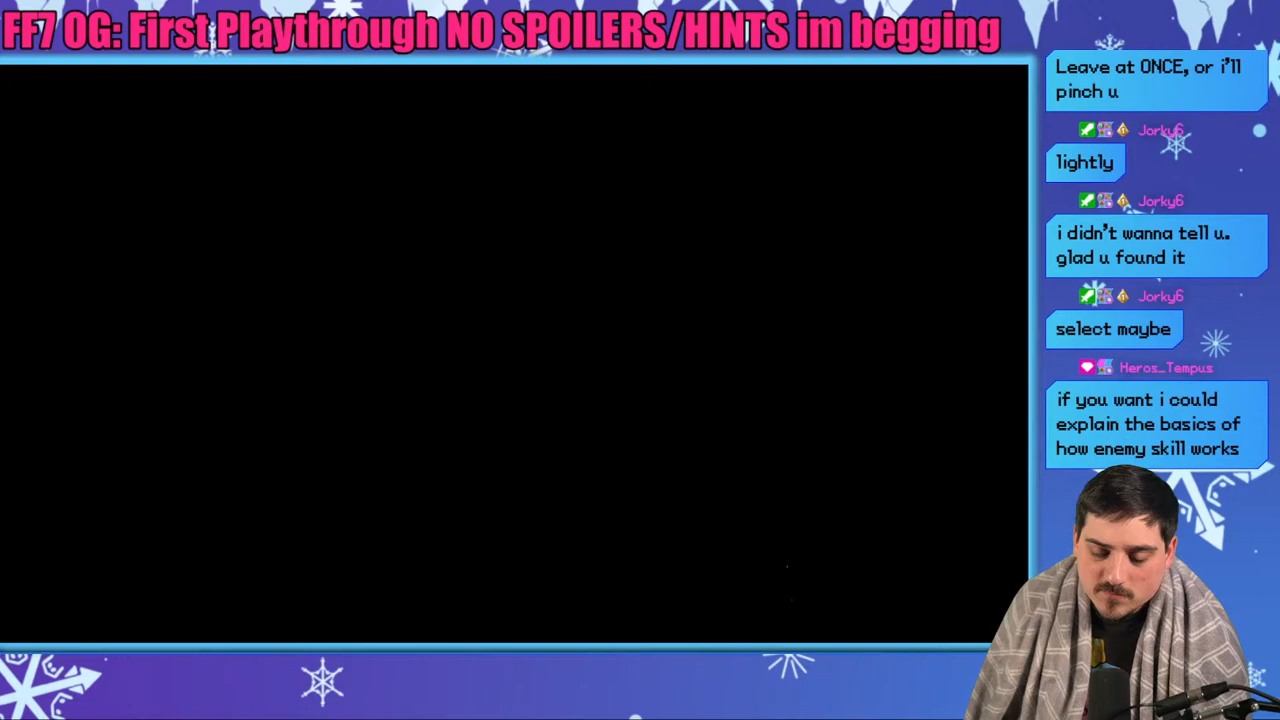 FF7 OG: First Playthrough NO SPOILERS/HINTS im begging
Leave at ONCE, or i'll
pinch u
Jorky6
lightly
Jorky6
i didn't wanna tell u.
glad u found it
Jorky6
select maybe
Heros_Tempus
if you want i could
explain the basics of
how enemy skill works